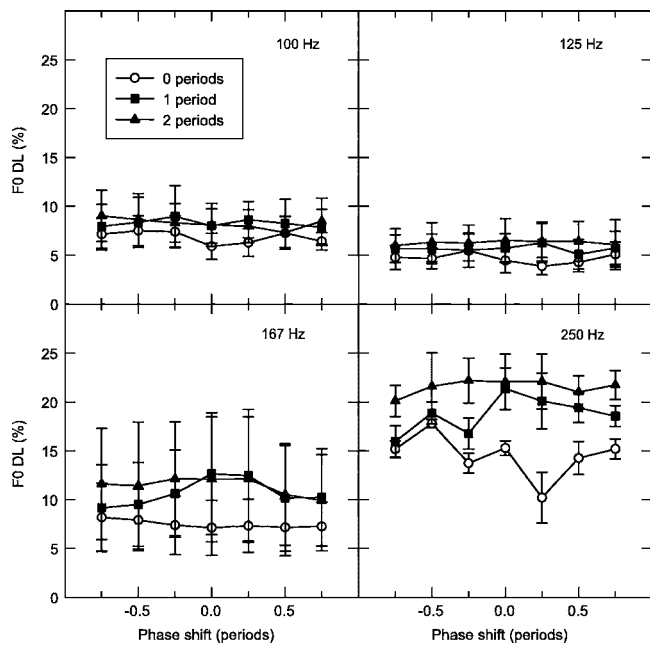 100 Hz
125 Hz
0 periods
1 period
2 periods
F0 DL (%)
30
25
20
15
10
5
0
167 Hz
250 Hz
F0 DL (%)
25
20
15
10
5
0
-0.5
0.0
0.5
-0.5
0.0
0.5
Phase shift (periods)
Phase shift (periods)